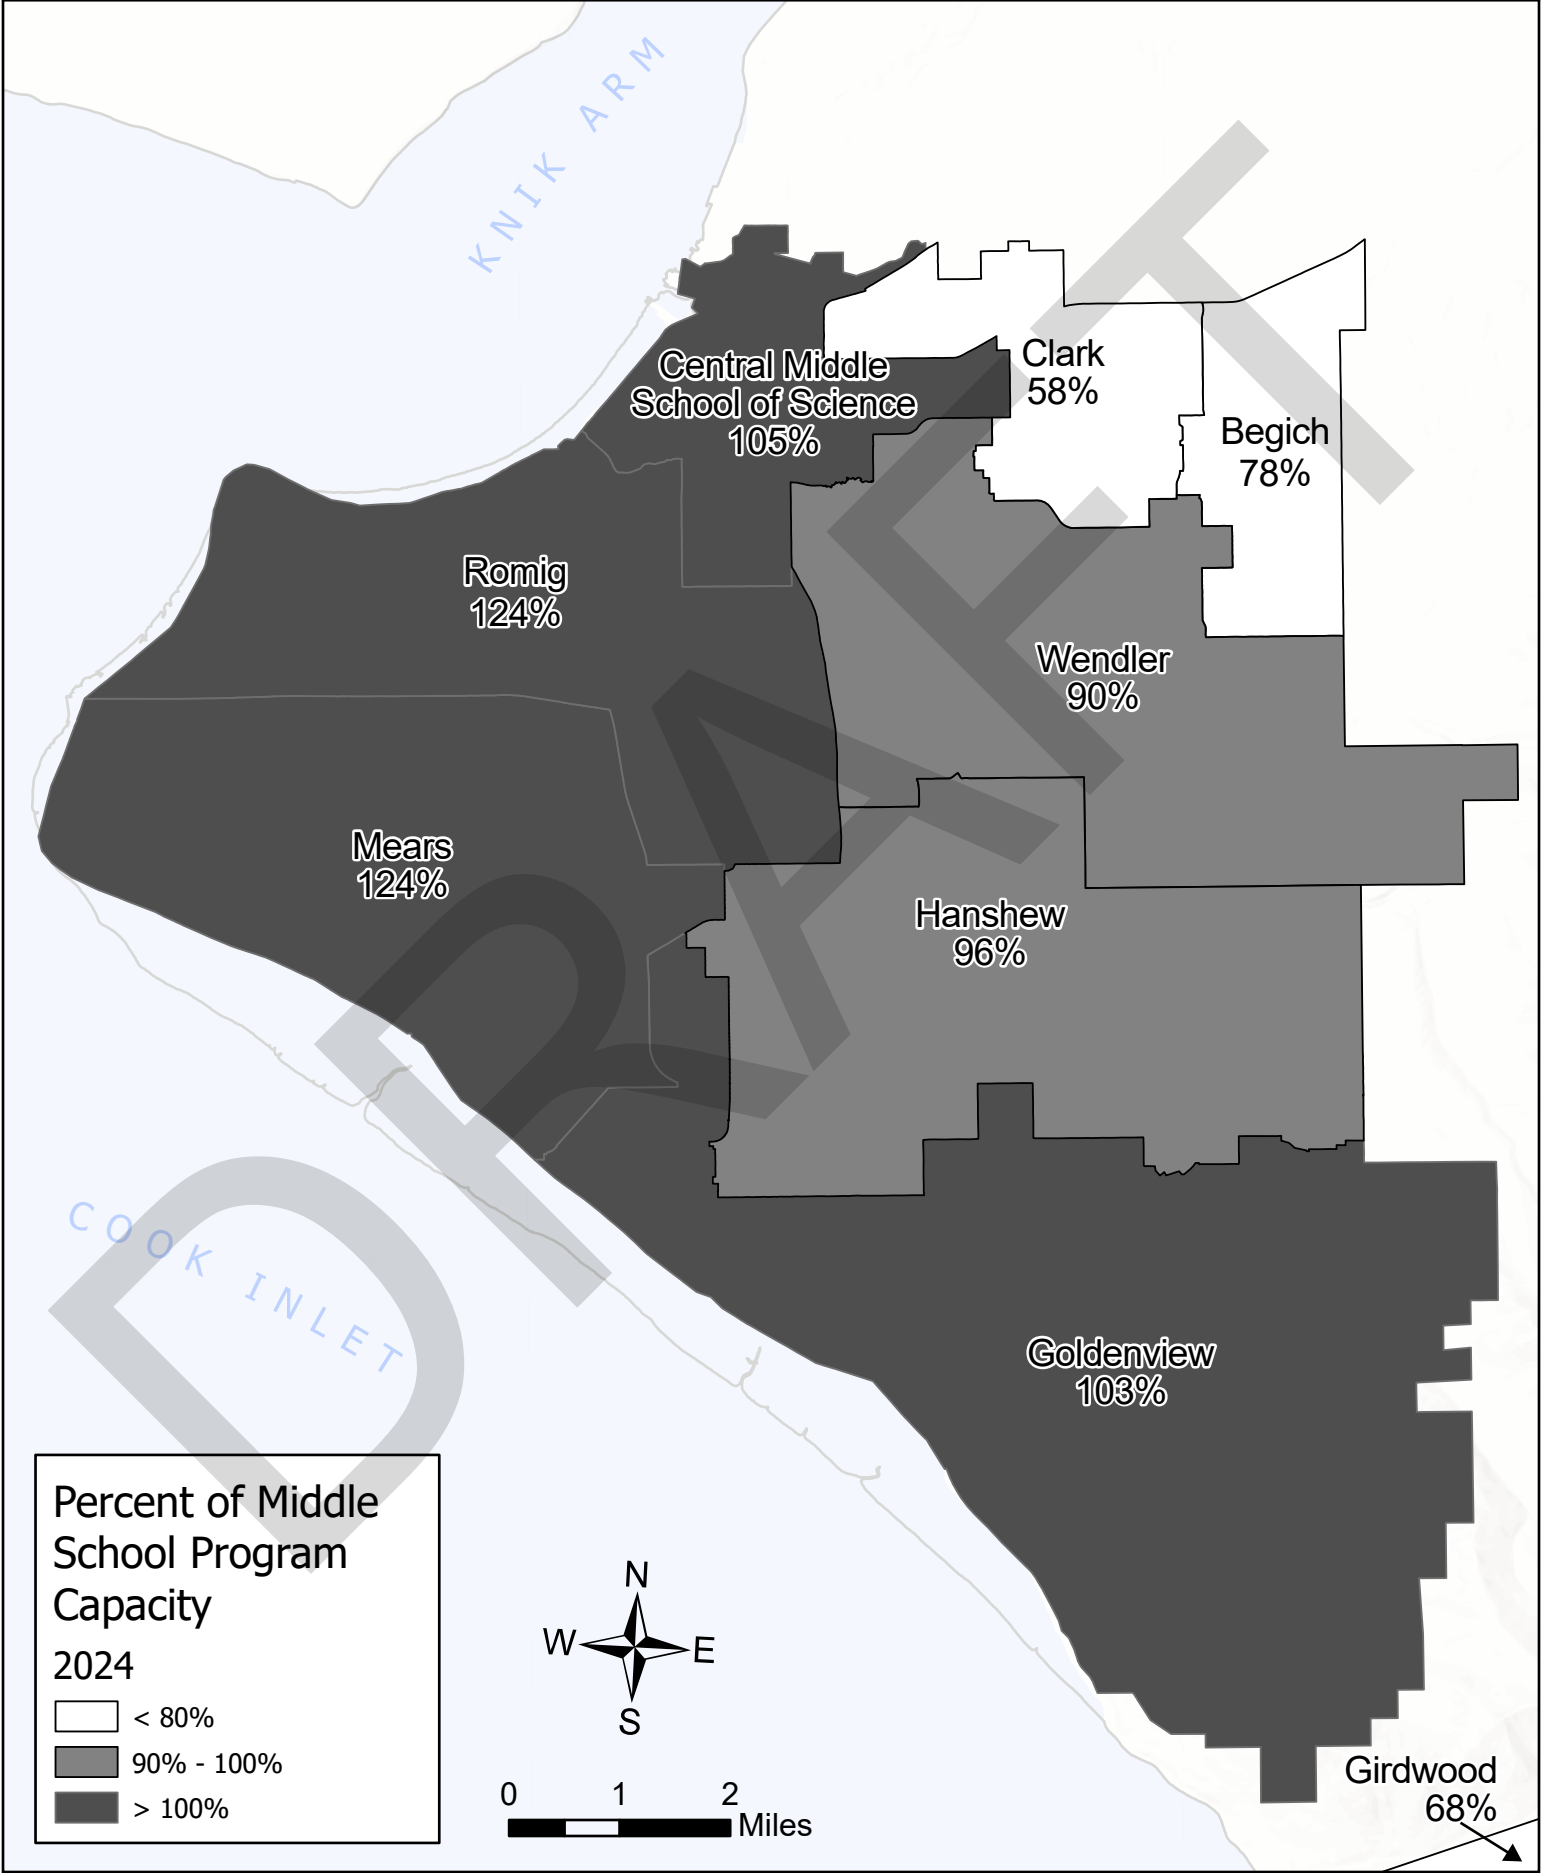 KNIK ARM
Central Middle
School of Science
105%
Clark
58%
Begich
78%
Romig
124%
Wendler
90%
Mears
124%
Hanshew
96%
DRAFT
COOK INLET
Goldenview
103%
Girdwood
68%
Percent of Middle
School Program
Capacity
2024
< 80%
90% - 100%
> 100%
N
W E
S
0 1 2
Miles